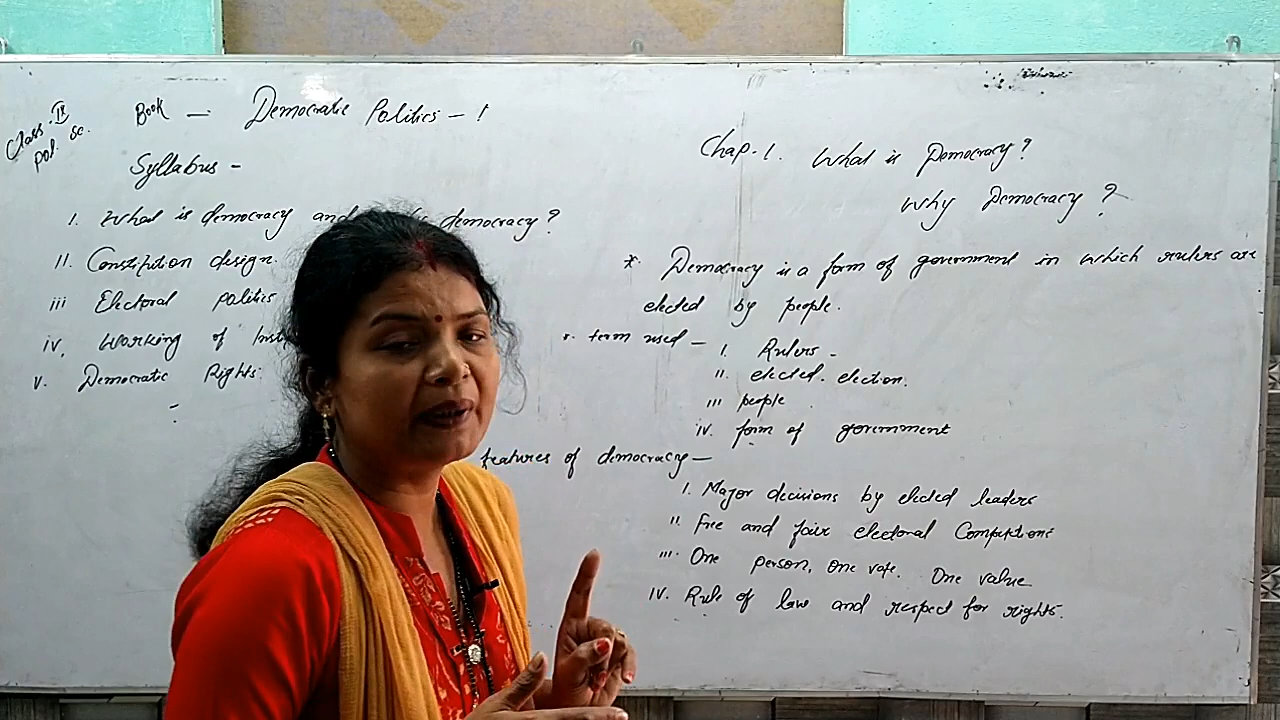 Class - IX
pol. sc.
Book — Democratic Politics - 1
Syllabus -
I. What is democracy and democracy?
II. Constitution design.
iii Electoral politics
iv, Working of
v. Democratic Rights.
Chap. 1. What is Democracy?
Why Democracy?
* Democracy is a form of government in which rulers are
elected by people.
term used - I. Rulers -
II. elected - election.
III people
iv. form of government
features of democracy -
I. Major decisions by elected leaders
II. Free and fair electoral Competitions
III. One person, one vote. One value
IV. Rule of law and respect for rights.